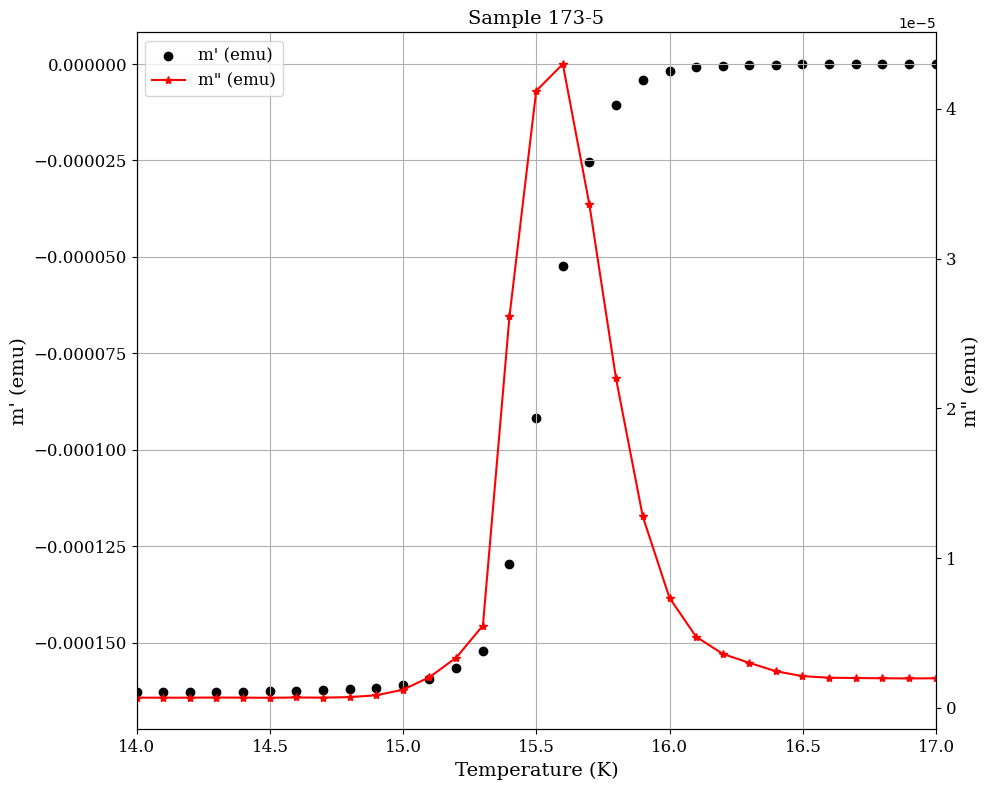 Sample 173-5
1e−5
m' (emu)
m" (emu)
0.000000
−0.000025
−0.000050
−0.000075
−0.000100
−0.000125
−0.000150
m' (emu)
4
3
2
1
0
m" (emu)
14.0 14.5 15.0 15.5 16.0 16.5 17.0
Temperature (K)